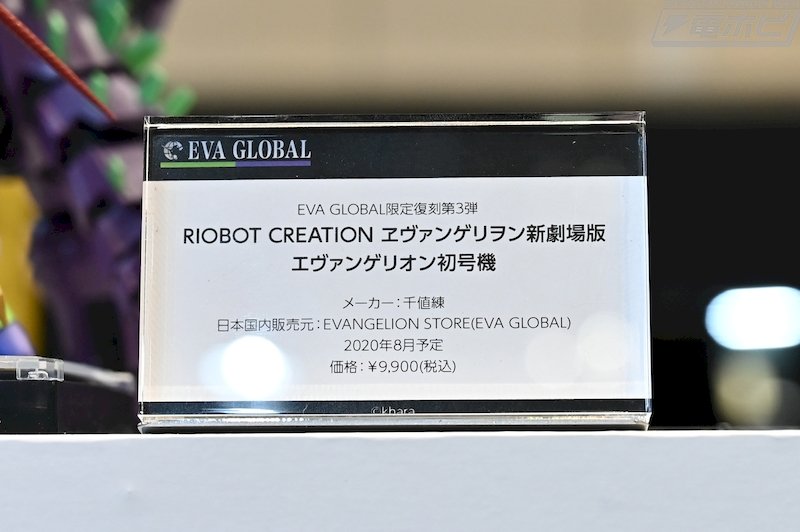 電ホビ
EVA GLOBAL
EVA GLOBAL限定復刻第3弾
RIOBOT CREATION ヱヴァンゲリヲン新劇場版
エヴァンゲリオン初号機
メーカー：千値練
日本国内販売元：EVANGELION STORE(EVA GLOBAL)
2020年8月予定
価格：¥9,900(税込)
©khara